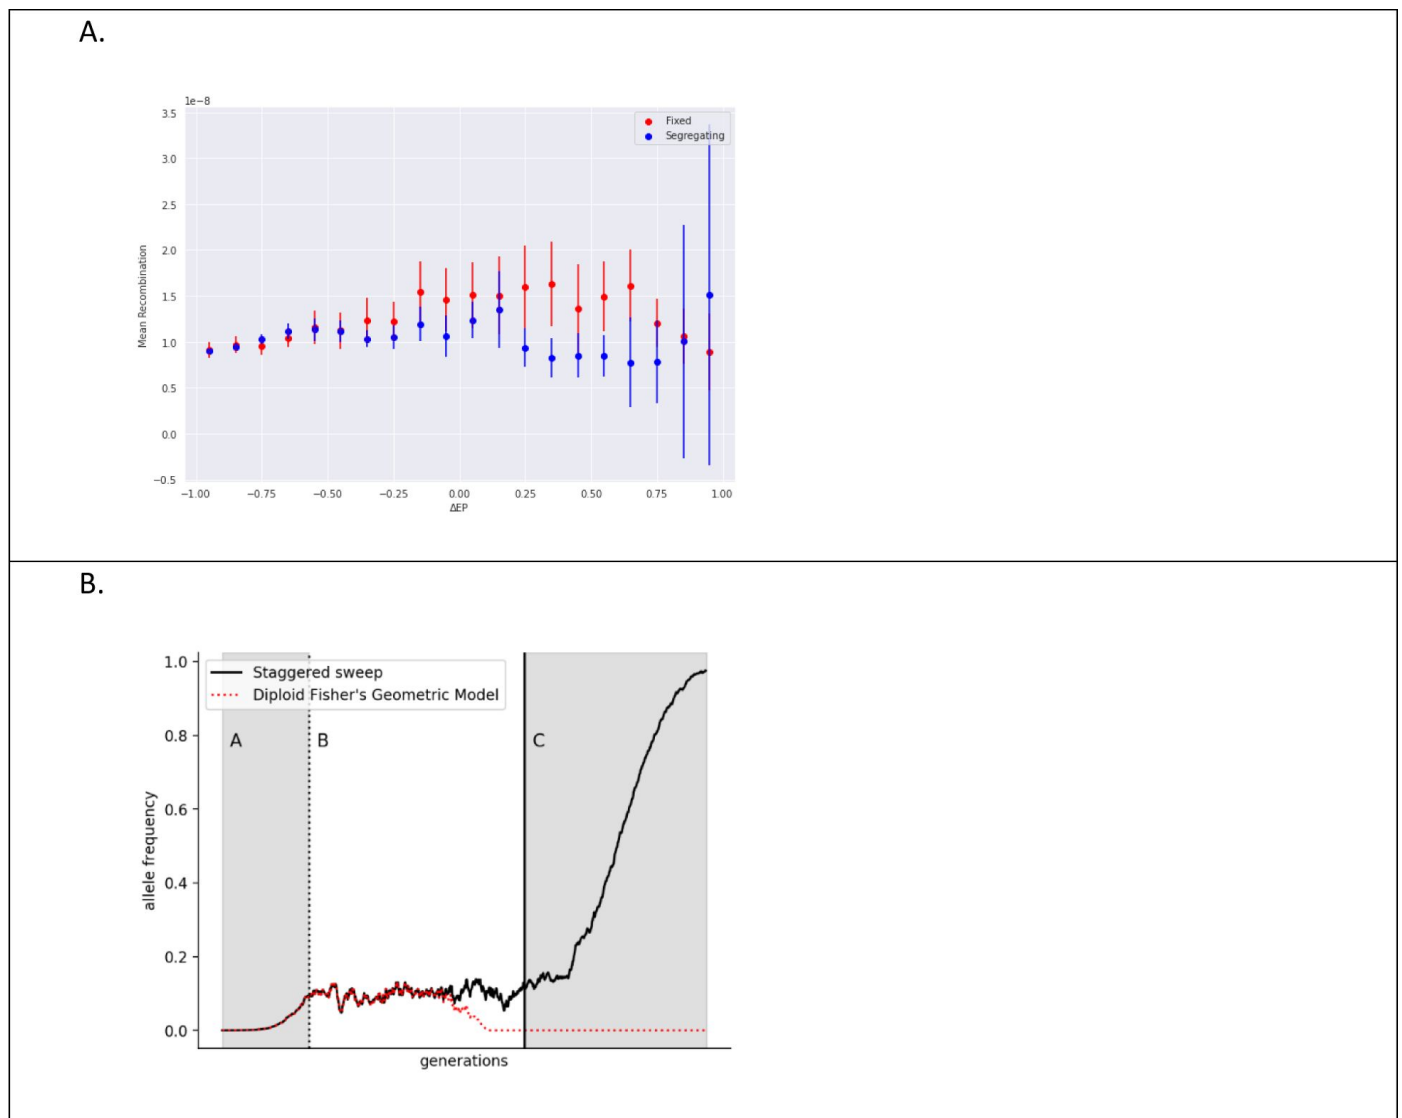 A.
1e−8
3.5
Fixed
Segregating
3.0
2.5
2.0
1.5
1.0
0.5
0.0
−0.5
Mean Recombination
−1.00 −0.75 −0.50 −0.25 0.00 0.25 0.50 0.75 1.00
ΔEP
B.
1.0
Staggered sweep
Diploid Fisher's Geometric Model
0.8
A B C
0.6
0.4
0.2
0.0
allele frequency
generations